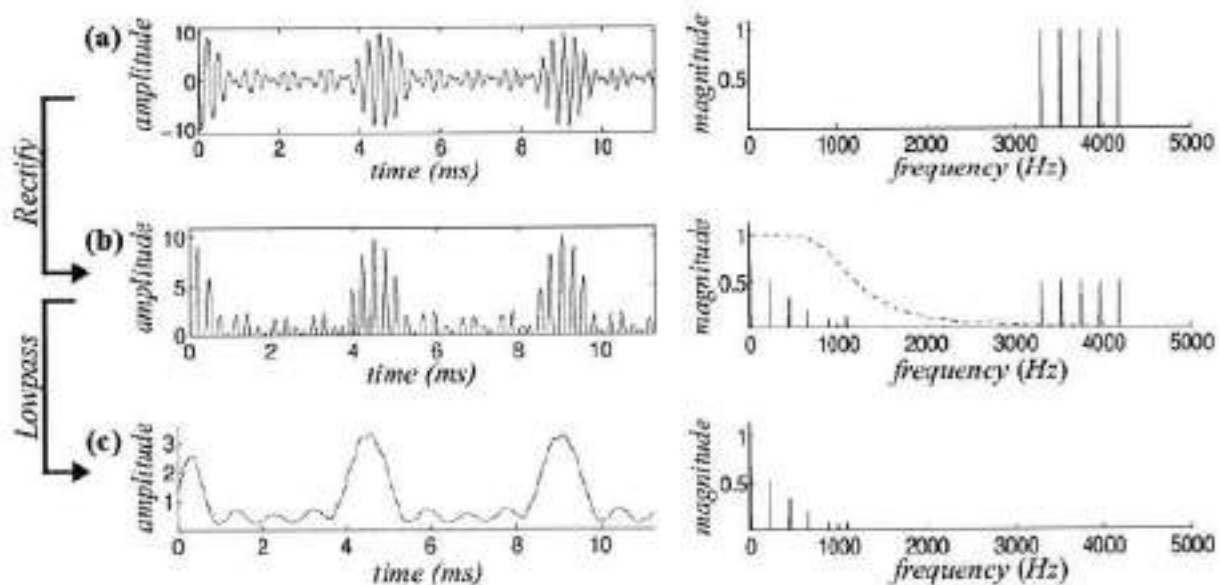 (a)
amplitude
10
0
-10
0 2 4 6 8 10
time (ms)
magnitude
1
0.5
0 1000 2000 3000 4000 5000
frequency (Hz)
Rectify
(b)
amplitude
10
5
0
0 2 4 6 8 10
time (ms)
magnitude
1
0.5
0 1000 2000 3000 4000 5000
frequency (Hz)
Lowpass
(c)
amplitude
3
2
1
0 2 4 6 8 10
time (ms)
magnitude
1
0.5
0 1000 2000 3000 4000 5000
frequency (Hz)